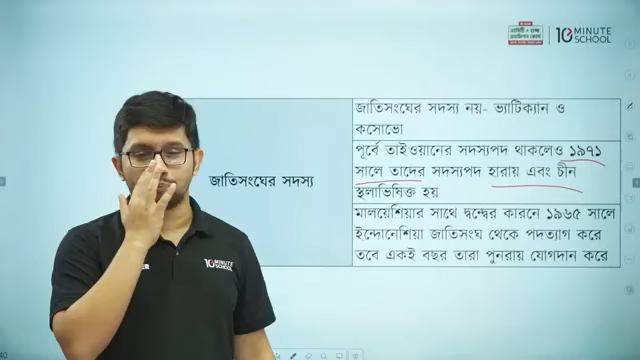 10 MINUTE SCHOOL
জাতিসংঘের সদস্য
জাতিসংঘের সদস্য নয়- ভ্যাটিক্যান ও
কসোভো
পূর্বে তাইওয়ানের সদস্যপদ থাকলেও ১৯৭১
সালে তাদের সদস্যপদ হারায় এবং চীন
স্থলাভিষিক্ত হয়
মালয়েশিয়ার সাথে দ্বন্দ্বের কারনে ১৯৬৫ সালে
ইন্দোনেশিয়া জাতিসংঘ থেকে পদত্যাগ করে
তবে একই বছর তারা পুনরায় যোগদান করে
10 MINUTE SCHOOL